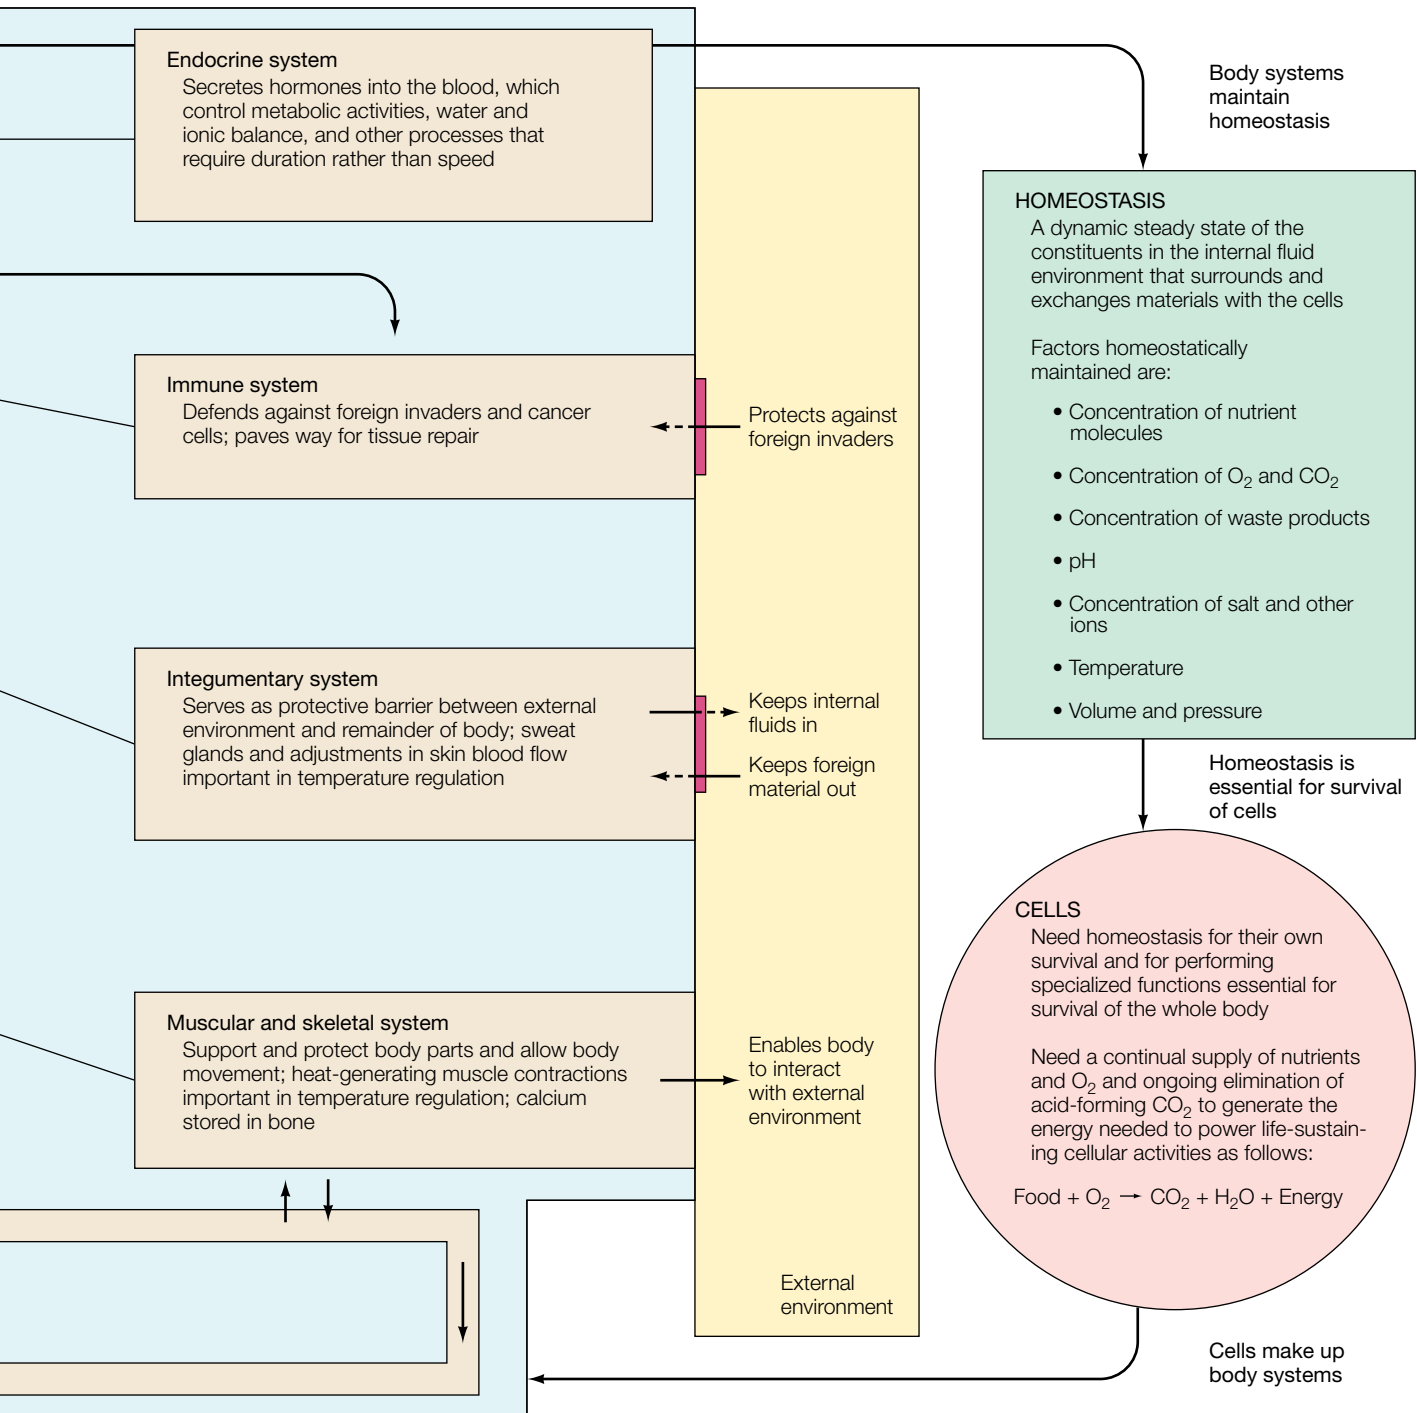 Endocrine system
Secretes hormones into the blood, which
control metabolic activities, water and
ionic balance, and other processes that
require duration rather than speed
Immune system
Defends against foreign invaders and cancer
cells; paves way for tissue repair
Protects against
foreign invaders
Integumentary system
Serves as protective barrier between external
environment and remainder of body; sweat
glands and adjustments in skin blood flow
important in temperature regulation
Keeps internal
fluids in
Keeps foreign
material out
Muscular and skeletal system
Support and protect body parts and allow body
movement; heat-generating muscle contractions
important in temperature regulation; calcium
stored in bone
Enables body
to interact
with external
environment
External
environment
Body systems
maintain
homeostasis
HOMEOSTASIS
A dynamic steady state of the
constituents in the internal fluid
environment that surrounds and
exchanges materials with the cells
Factors homeostatically
maintained are:
• Concentration of nutrient
molecules
• Concentration of O₂ and CO₂
• Concentration of waste products
• pH
• Concentration of salt and other
ions
• Temperature
• Volume and pressure
Homeostasis is
essential for survival
of cells
CELLS
Need homeostasis for their own
survival and for performing
specialized functions essential for
survival of the whole body
Need a continual supply of nutrients
and O₂ and ongoing elimination of
acid-forming CO₂ to generate the
energy needed to power life-sustain-
ing cellular activities as follows:
Food + O₂ → CO₂ + H₂O + Energy
Cells make up
body systems